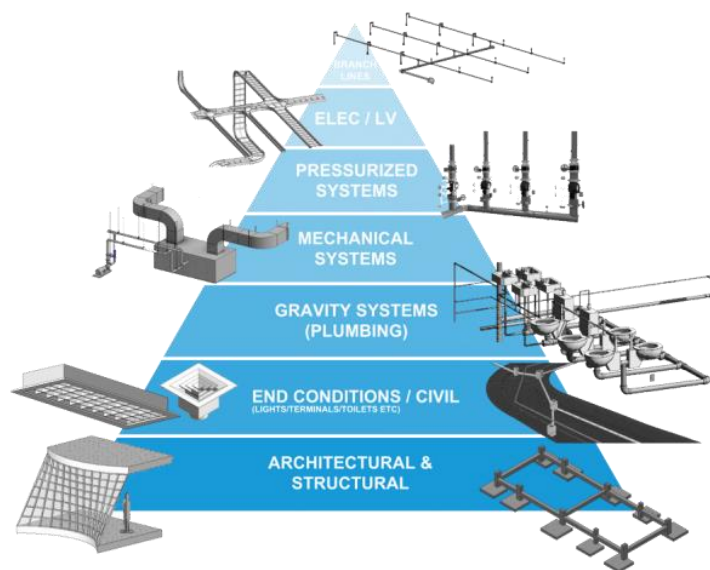 BRANCH
LINES
ELEC / LV
PRESSURIZED
SYSTEMS
MECHANICAL
SYSTEMS
GRAVITY SYSTEMS
(PLUMBING)
END CONDITIONS / CIVIL
(LIGHTS/TERMINALS/TOILETS ETC)
ARCHITECTURAL &
STRUCTURAL